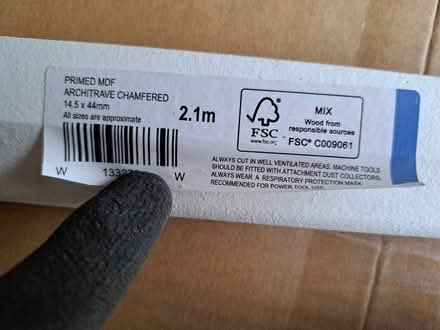 PRIMED MDF
ARCHITRAVE CHAMFERED
14.5 x 44mm
All sizes are approximate
2.1m
FSC
www.fsc.org
MIX
Wood from
responsible sources
FSC® C009061
W W
ALWAYS CUT IN WELL VENTILATED AREAS. MACHINE TOOLS
SHOULD BE FITTED WITH ATTACHMENT DUST COLLECTORS.
ALWAYS WEAR A RESPIRATORY PROTECTION MASK
RECOMMENDED FOR POWER TOOL USE